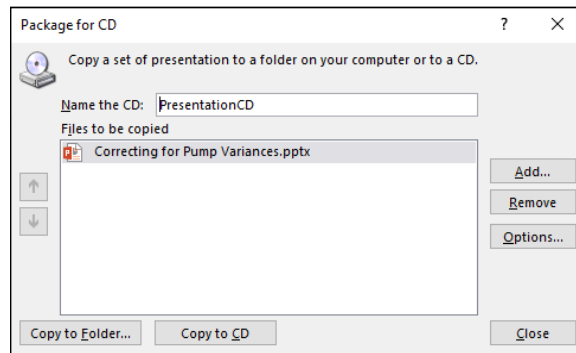 Package for CD
Copy a set of presentation to a folder on your computer or to a CD.
Name the CD: PresentationCD
Files to be copied
Correcting for Pump Variances.pptx
Add...
Remove
Options...
Copy to Folder... Copy to CD Close